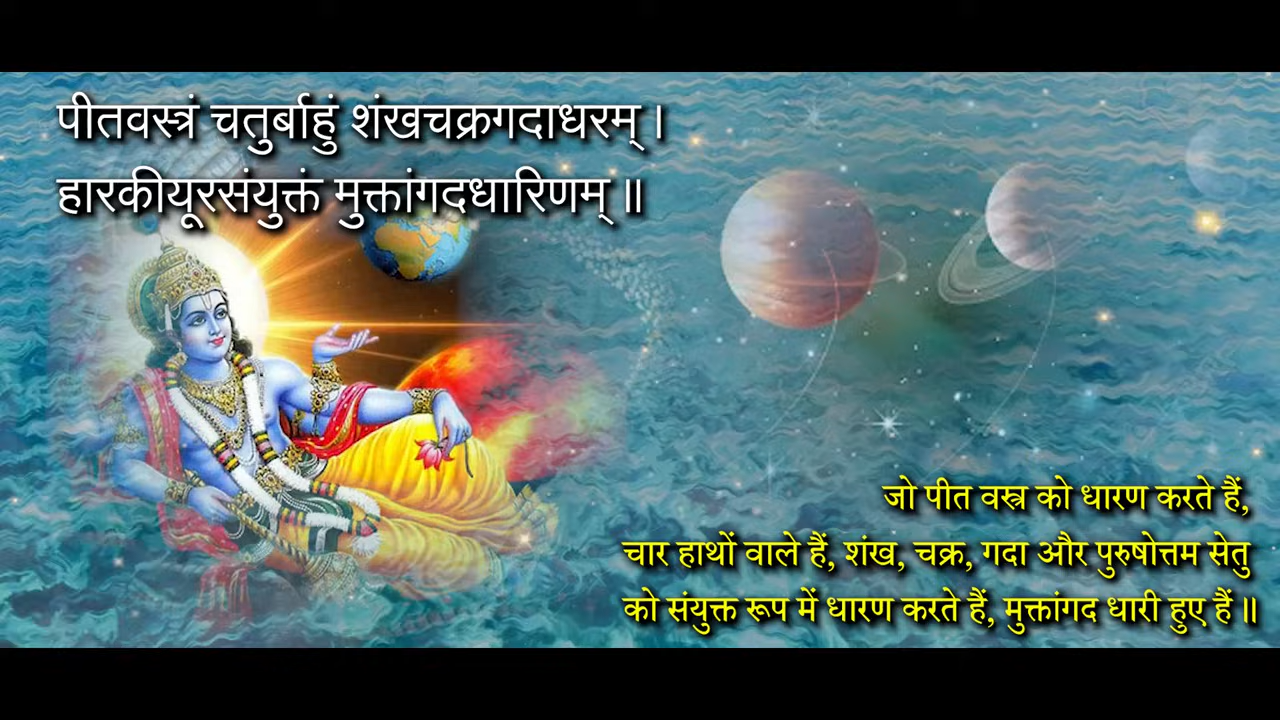 पीतवस्त्रं चतुर्बाहुं शंखचक्रगदाधरम् ।
हारकीयूरसंयुक्तं मुक्तांगदधारिणम् ॥
जो पीत वस्त्र को धारण करते हैं,
चार हाथों वाले हैं, शंख, चक्र, गदा और पुरुषोत्तम सेतु
को संयुक्त रूप में धारण करते हैं, मुक्तांगद धारी हुए हैं ॥